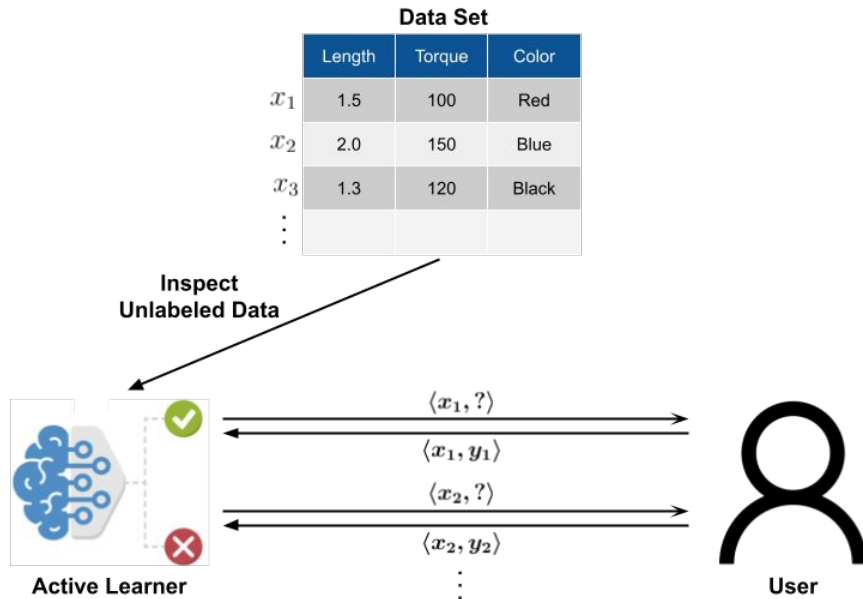 Data Set
Length Torque Color
x₁ 1.5 100 Red
x₂ 2.0 150 Blue
x₃ 1.3 120 Black
⋮
Inspect
Unlabeled Data
⟨x₁, ?⟩
⟨x₁, y₁⟩
⟨x₂, ?⟩
⟨x₂, y₂⟩
⋮
Active Learner User